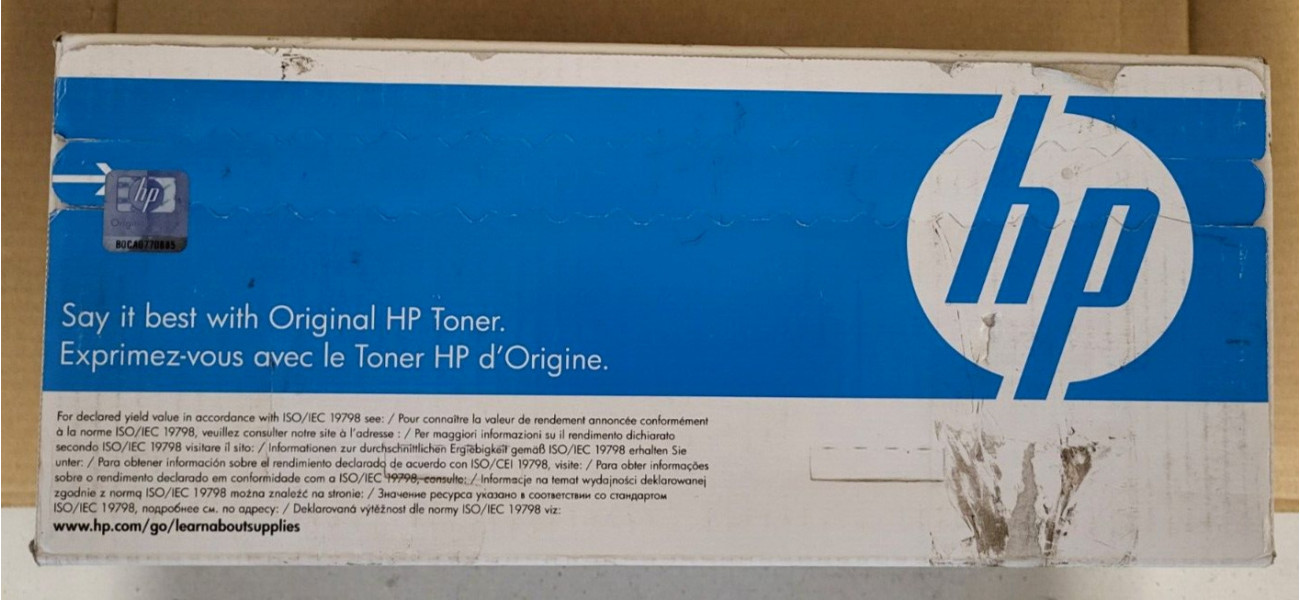 hp
hp
Say it best with Original HP Toner.
Exprimez-vous avec le Toner HP d'Origine.
For declared yield value in accordance with ISO/IEC 19798 see: / Pour connaître la valeur de rendement annoncée conformément
à la norme ISO/IEC 19798, veuillez consulter notre site à l'adresse : / Per maggiori informazioni su il rendimento dichiarato
secondo ISO/IEC 19798 visitare il sito: / Informationen zur durchschnittlichen Ergiebigkeit gemäß ISO/IEC 19798 erhalten Sie
unter: / Para obtener información sobre el rendimiento declarado de acuerdo con ISO/CEI 19798, visite: / Para obter informações
sobre o rendimento declarado em conformidade com a ISO/IEC 19798, consulte: / Informacje na temat wydajności deklarowanej
zgodnie z normą ISO/IEC 19798 można znaleźć na stronie: / Значение ресурса указано в соответствии со стандартом
ISO/IEC 19798, подробнее см. по адресу: / Deklarovaná výtěžnost dle normy ISO/IEC 19798 viz:
www.hp.com/go/learnaboutsupplies